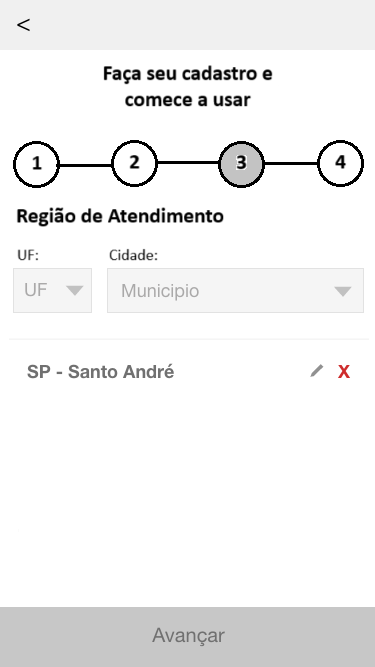 <
Faça seu cadastro e
comece a usar
1 2 3 4
Região de Atendimento
UF: Cidade:
UF Municipio
SP - Santo André X
Avançar